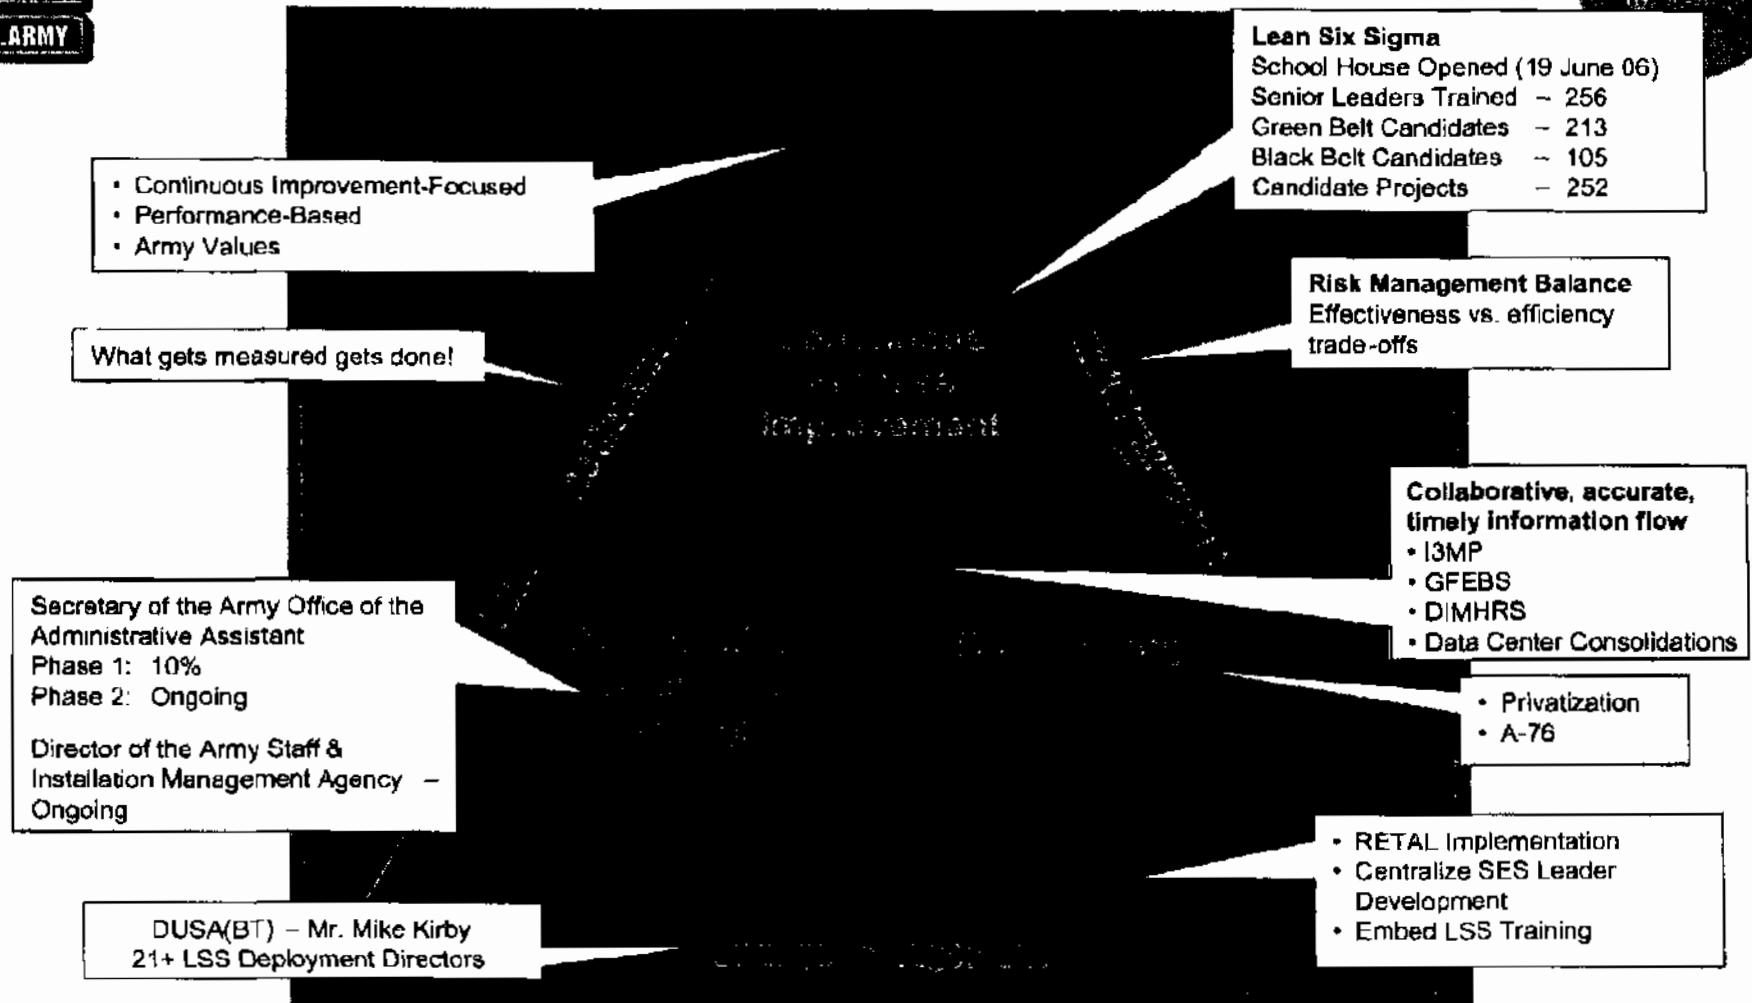 .ARMY
Lean Six Sigma
School House Opened (19 June 06)
Senior Leaders Trained – 256
Green Belt Candidates – 213
Black Belt Candidates – 105
Candidate Projects – 252
• Continuous Improvement-Focused
• Performance-Based
• Army Values
Risk Management Balance
Effectiveness vs. efficiency
trade-offs
What gets measured gets done!
improvement
Collaborative, accurate,
timely information flow
• I3MP
• GFEBS
• DIMHRS
• Data Center Consolidations
Secretary of the Army Office of the
Administrative Assistant
Phase 1: 10%
Phase 2: Ongoing
Director of the Army Staff &
Installation Management Agency –
Ongoing
• Privatization
• A-76
• RETAL Implementation
• Centralize SES Leader
Development
• Embed LSS Training
DUSA(BT) – Mr. Mike Kirby
21+ LSS Deployment Directors